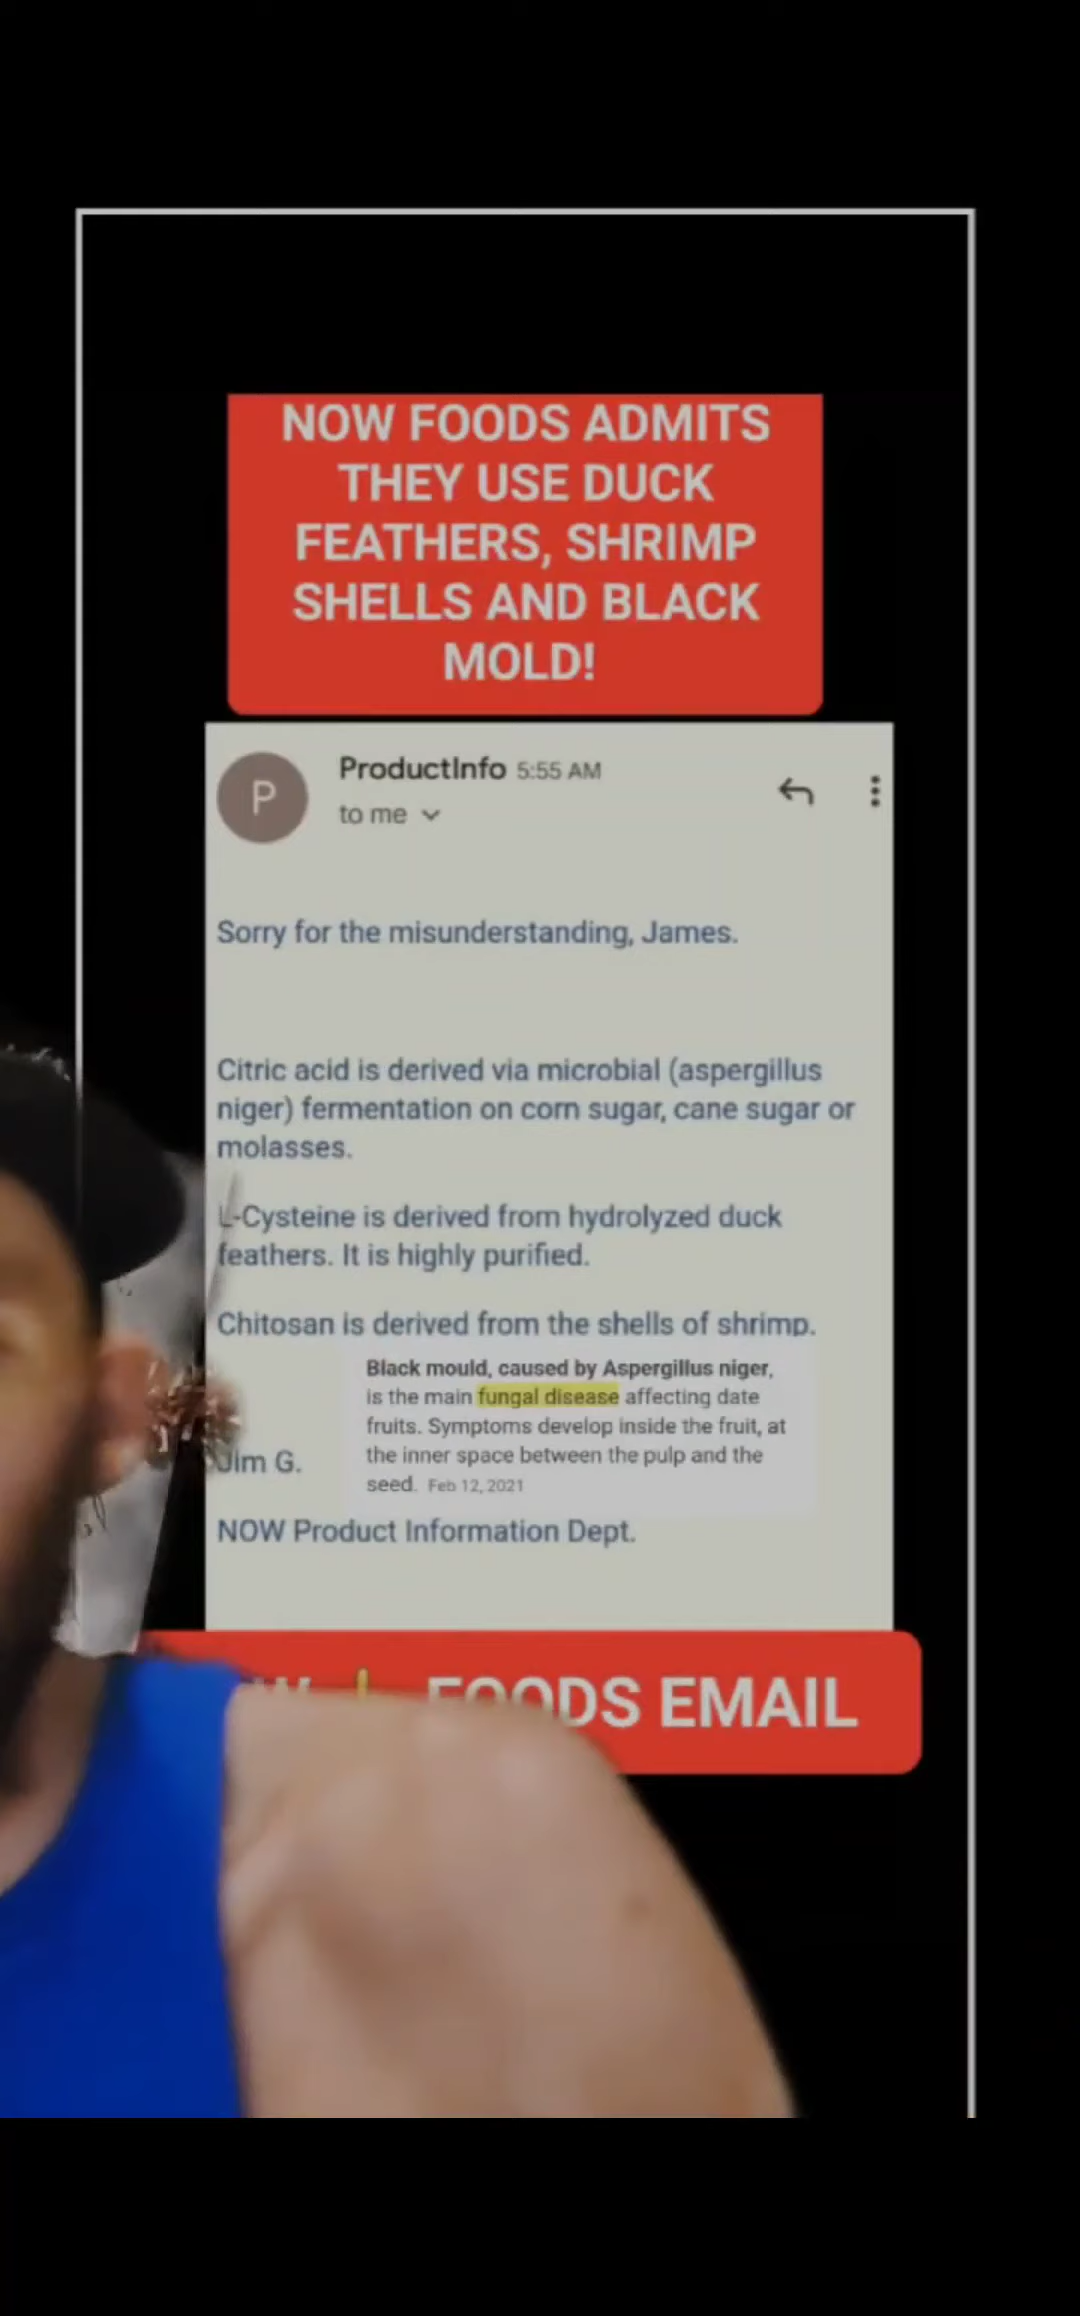 NOW FOODS ADMITS
THEY USE DUCK
FEATHERS, SHRIMP
SHELLS AND BLACK
MOLD!
P
ProductInfo 5:55 AM
to me
Sorry for the misunderstanding, James.
Citric acid is derived via microbial (aspergillus
niger) fermentation on corn sugar, cane sugar or
molasses.
L-Cysteine is derived from hydrolyzed duck
feathers. It is highly purified.
Chitosan is derived from the shells of shrimp.
Black mould, caused by Aspergillus niger,
is the main fungal disease affecting date
fruits. Symptoms develop inside the fruit, at
the inner space between the pulp and the
seed. Feb 12, 2021
Jim G.
NOW Product Information Dept.
FOODS EMAIL